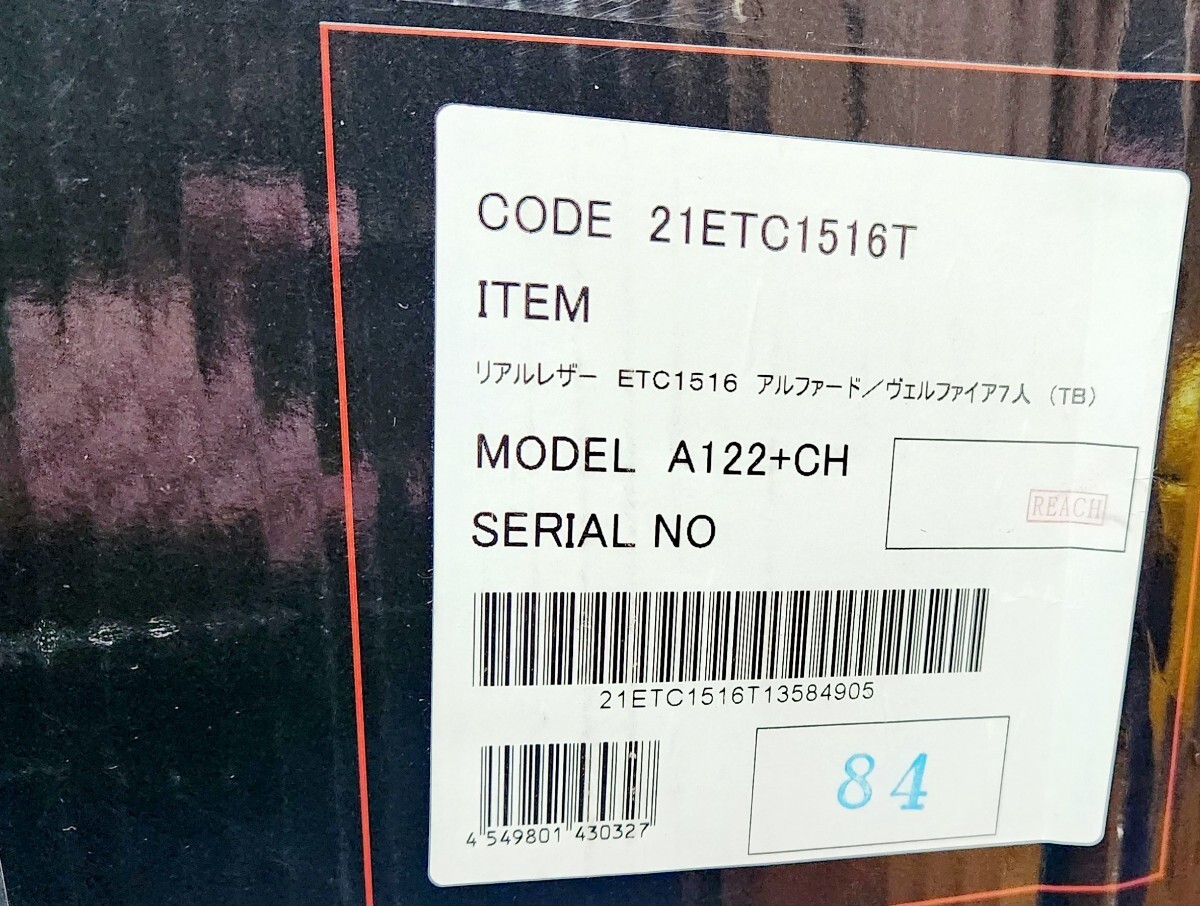 CODE 21ETC1516T
ITEM
リアルレザー ETC1516 アルファード／ヴェルファイア7人 （TB）
MODEL A122+CH
REACH
SERIAL NO
21ETC1516T13584905
84
4 549801 430327